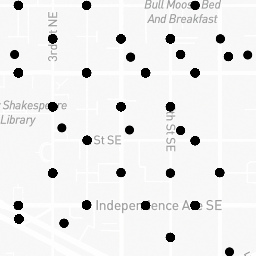 Bull Moose Bed
And Breakfast
3rd St NE
Shakespeare
Library
St SE
th St SE
Independence Ave SE